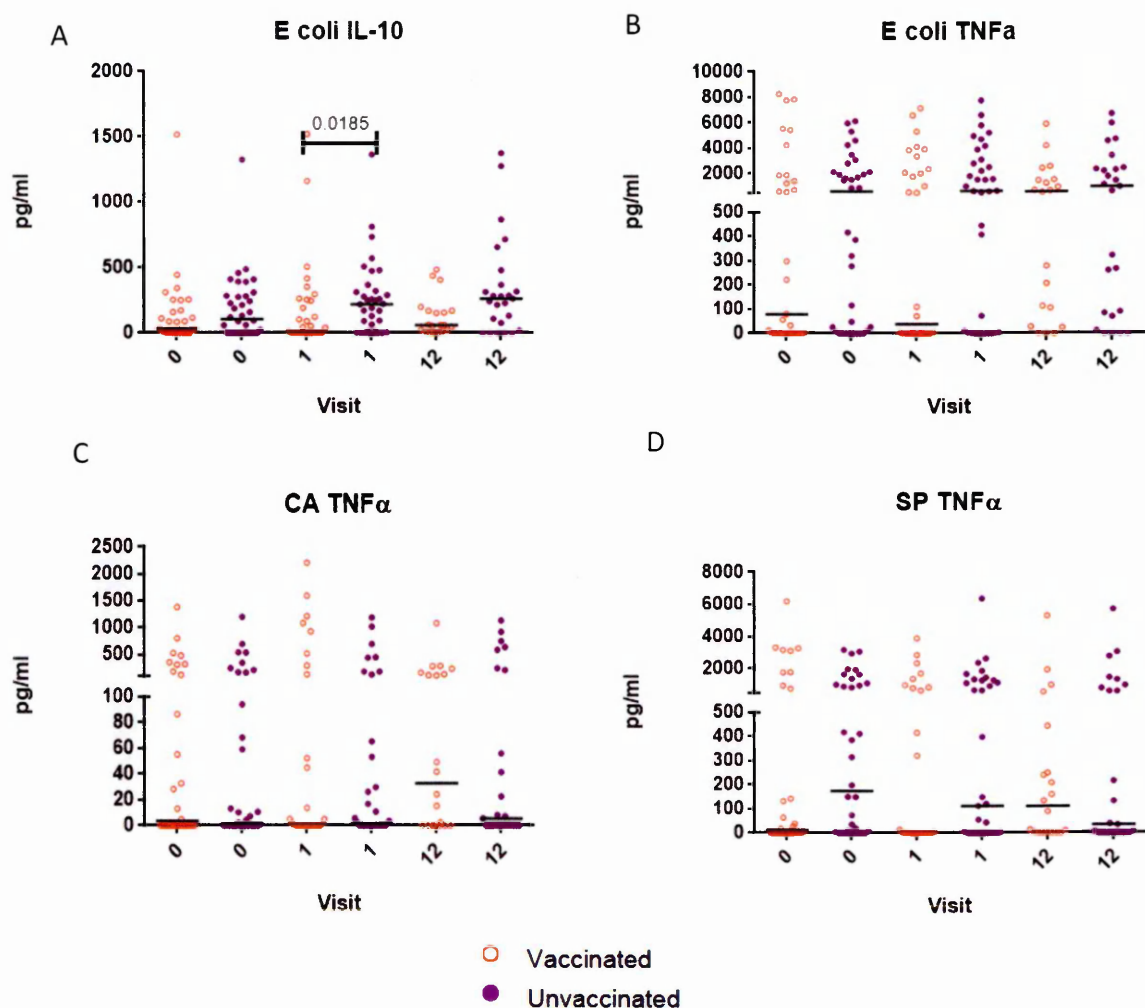 A
E coli IL-10
2000
1500
1000
500
0
pg/ml
0.0185
0 0 1 1 12 12
Visit
B
E coli TNFa
10000
8000
6000
4000
2000
500
400
300
200
100
0
pg/ml
0 0 1 1 12 12
Visit
C
CA TNFα
2500
2000
1500
1000
500
100
80
60
40
20
0
pg/ml
0 0 1 1 12 12
Visit
D
SP TNFα
8000
6000
4000
2000
500
400
300
200
100
0
pg/ml
0 0 1 1 12 12
Visit
Vaccinated
Unvaccinated